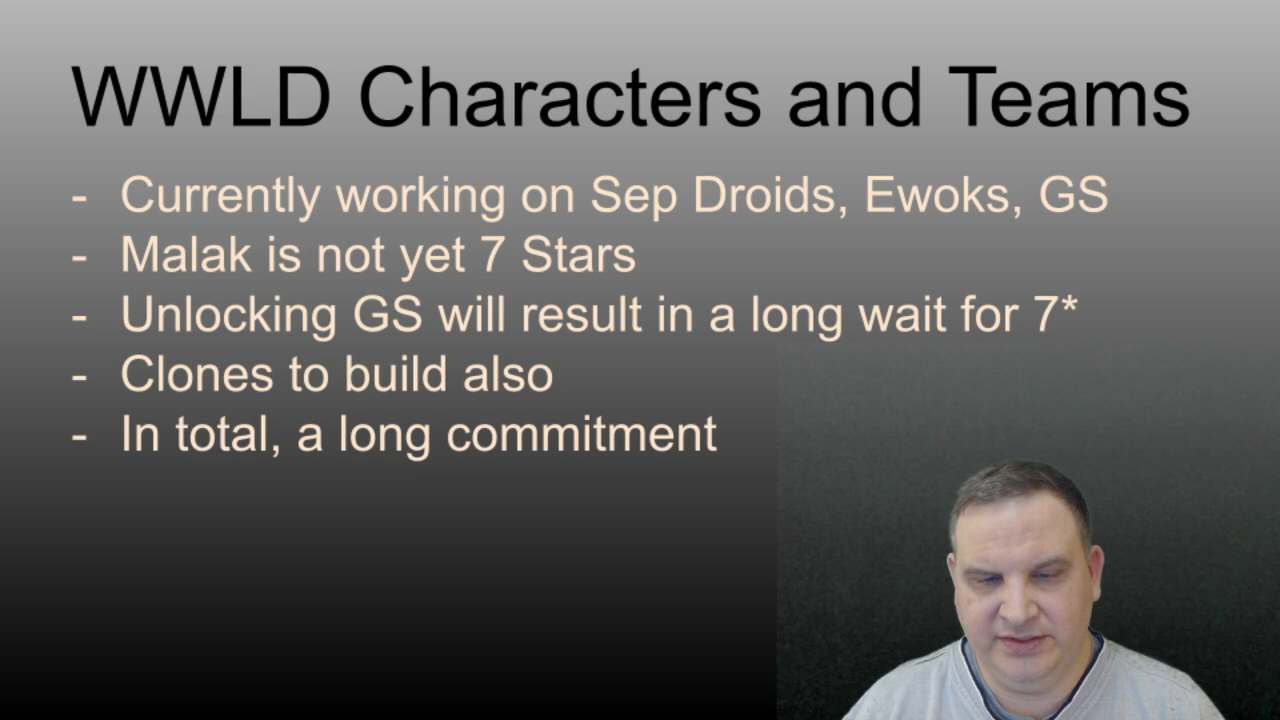 WWLD Characters and Teams
- Currently working on Sep Droids, Ewoks, GS
- Malak is not yet 7 Stars
- Unlocking GS will result in a long wait for 7*
- Clones to build also
- In total, a long commitment